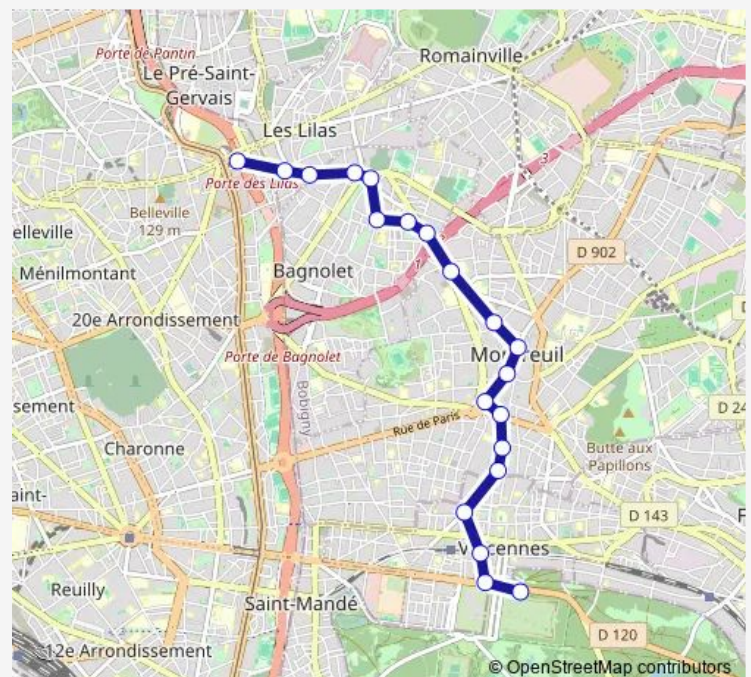 Porte de Pantin
Romainville
Le Pré-Saint-
Gervais
Les Lilas
3
Porte des Lilas
Belleville
129 m
elleville
D 902
Ménilmontant
Bagnolet
1
20e Arrondissement
Porte de Bagnolet
Bobigny
sement
D 24
Rue de Paris
Charonne
Butte aux
Papillons
aint-
D 143
F
Reuilly
Saint-Mandé
D 120
12e Arrondissement
© OpenStreetMap contributors